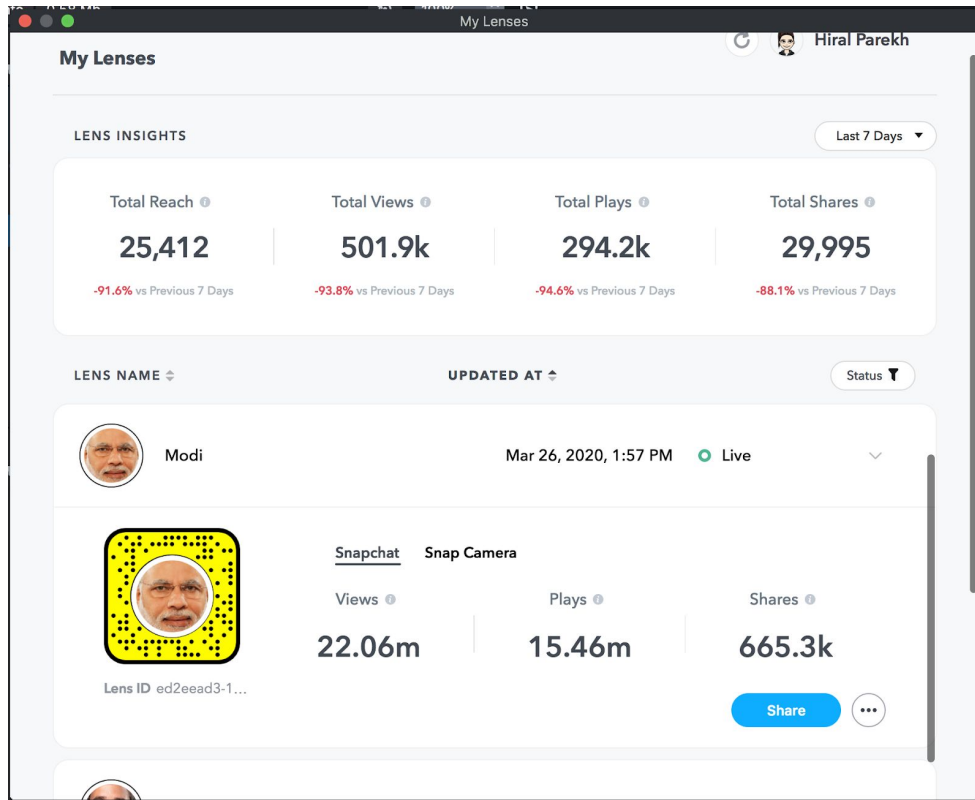 My Lenses
My Lenses
Hiral Parekh
LENS INSIGHTS
Last 7 Days
Total Reach
Total Views
Total Plays
Total Shares
25,412
501.9k
294.2k
29,995
-91.6% vs Previous 7 Days
-93.8% vs Previous 7 Days
-94.6% vs Previous 7 Days
-88.1% vs Previous 7 Days
LENS NAME
UPDATED AT
Status
Modi
Mar 26, 2020, 1:57 PM
Live
Snapchat
Snap Camera
Views
Plays
Shares
22.06m
15.46m
665.3k
Lens ID ed2eead3-1...
Share